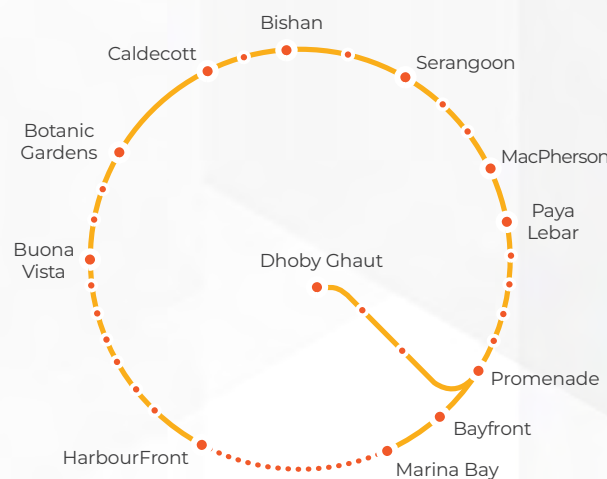 Bishan
Caldecott
Serangoon
Botanic
Gardens
MacPherson
Paya
Lebar
Buona
Vista
Dhoby Ghaut
Promenade
Bayfront
HarbourFront
Marina Bay